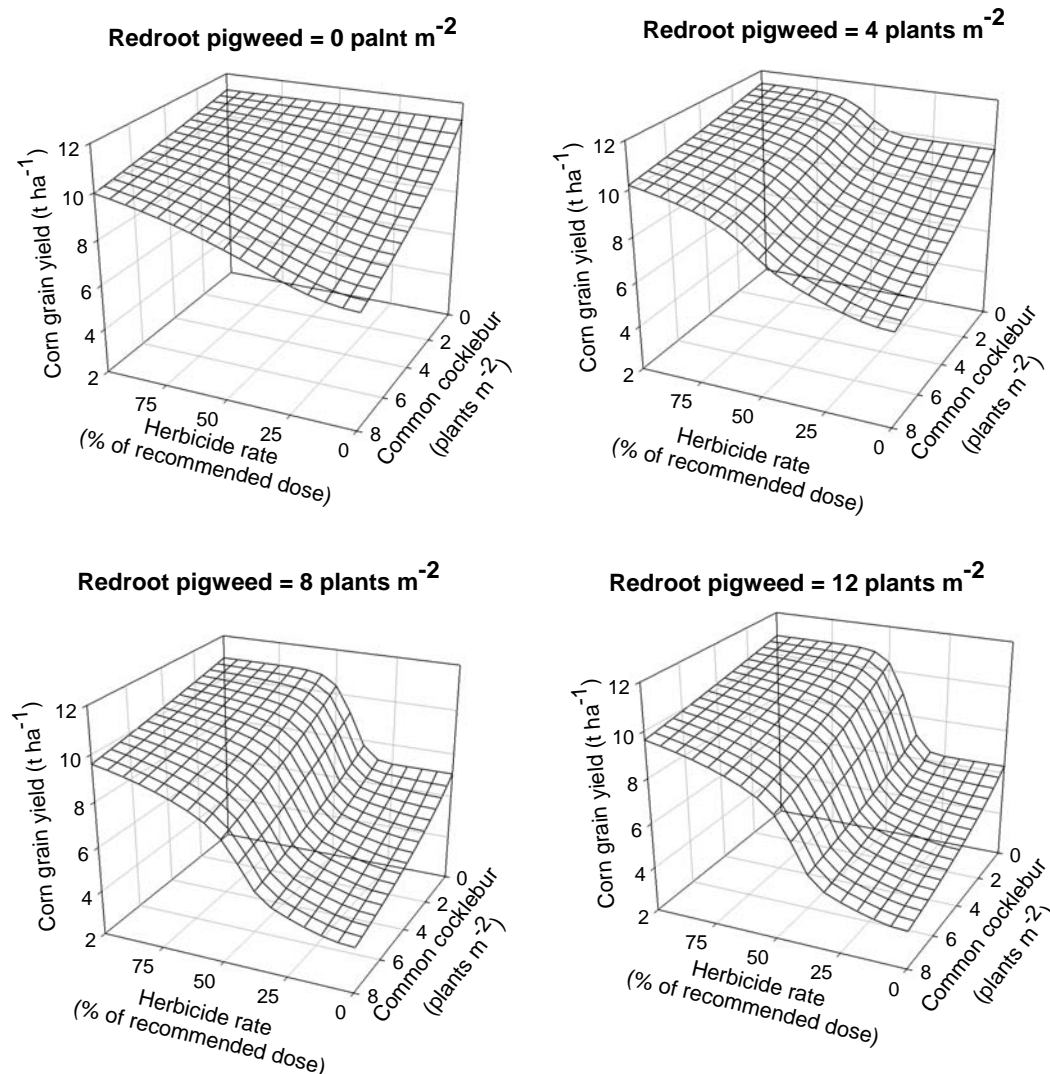 Redroot pigweed = 0 palnt m-2
12
10
8
6
4
2
Corn grain yield (t ha-1)
75
50
25
0
Herbicide rate
(% of recommended dose)
0
2
4
6
8
Common cocklebur
(plants m-2)
Redroot pigweed = 4 plants m-2
12
10
8
6
4
2
Corn grain yield (t ha-1)
75
50
25
0
Herbicide rate
(% of recommended dose)
0
2
4
6
8
Common cocklebur
(plants m-2)
Redroot pigweed = 8 plants m-2
12
10
8
6
4
2
Corn grain yield (t ha-1)
75
50
25
0
Herbicide rate
(% of recommended dose)
0
2
4
6
8
Common cocklebur
(plants m-2)
Redroot pigweed = 12 plants m-2
12
10
8
6
4
2
Corn grain yield (t ha-1)
75
50
25
0
Herbicide rate
(% of recommended dose)
0
2
4
6
8
Common cocklebur
(plants m-2)